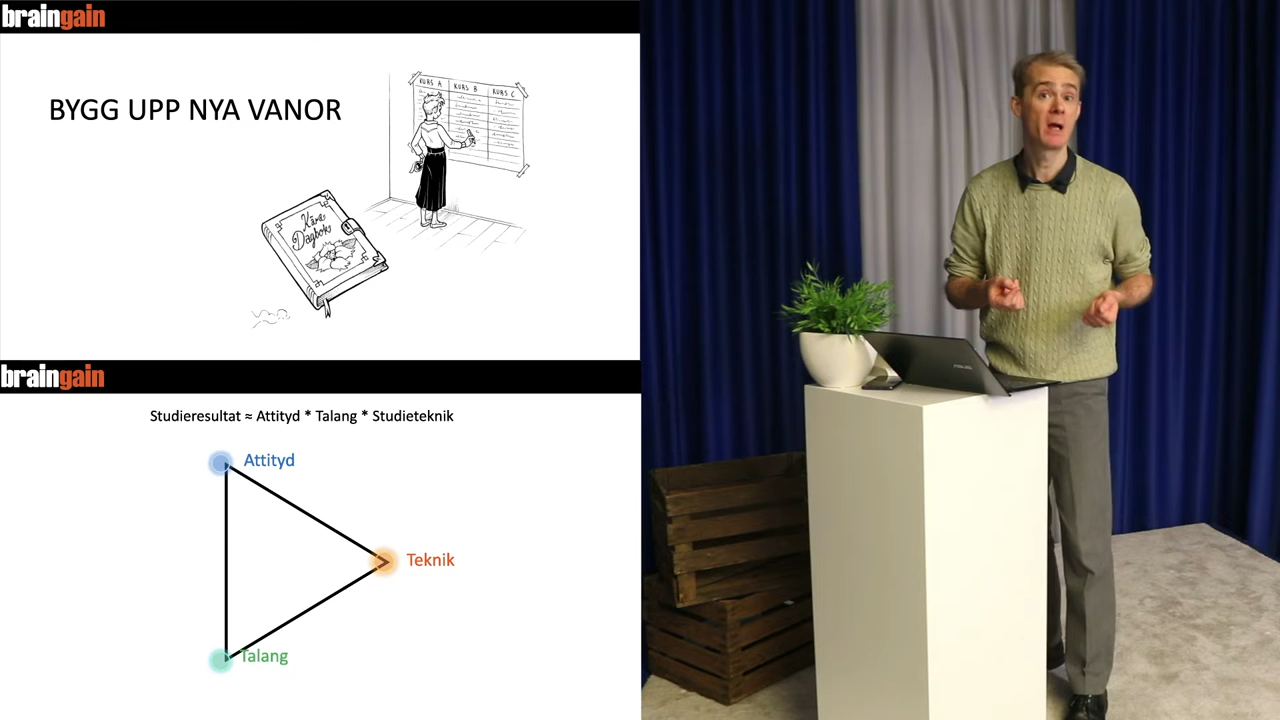 braingain
BYGG UPP NYA VANOR
KURS A
KURS B
KURS C
Kära
Dagbok
braingain
Studieresultat ≈ Attityd * Talang * Studieteknik
Attityd
Teknik
Talang